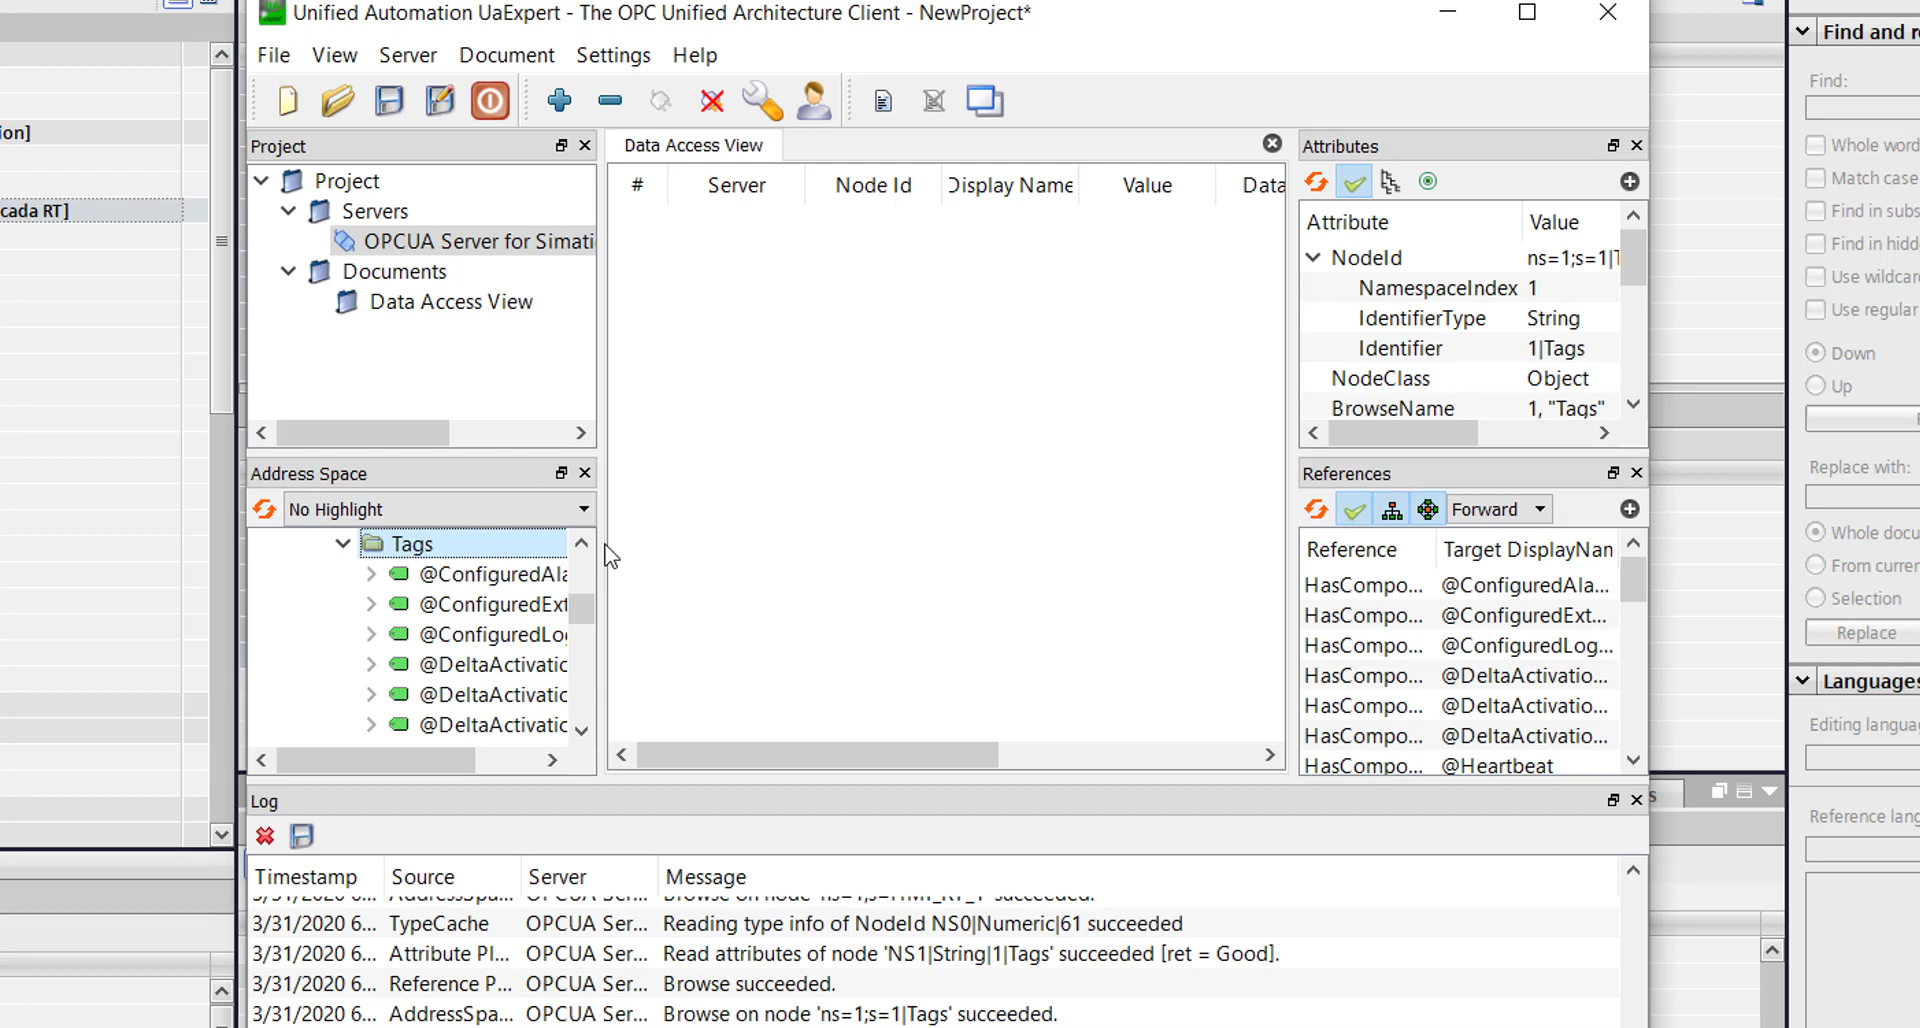 Unified Automation UaExpert - The OPC Unified Architecture Client - NewProject*
File View Server Document Settings Help
ion]
cada RT]
Project
Project
Servers
OPCUA Server for Simati
Documents
Data Access View
Address Space
No Highlight
Tags
@ConfiguredAla
@ConfiguredExt
@ConfiguredLog
@DeltaActivatio
@DeltaActivatio
@DeltaActivatio
Data Access View
# Server Node Id Display Name Value Data
Attributes
Attribute Value
NodeId ns=1;s=1|T
NamespaceIndex 1
IdentifierType String
Identifier 1|Tags
NodeClass Object
BrowseName 1, "Tags"
References
Forward
Reference Target DisplayNam
HasCompo... @ConfiguredAla...
HasCompo... @ConfiguredExt...
HasCompo... @ConfiguredLog...
HasCompo... @DeltaActivatio...
HasCompo... @DeltaActivatio...
HasCompo... @DeltaActivatio...
HasCompo... @Heartbeat
Log
Timestamp Source Server Message
3/31/2020 6... TypeCache OPCUA Ser... Reading type info of NodeId NS0|Numeric|61 succeeded
3/31/2020 6... Attribute Pl... OPCUA Ser... Read attributes of node 'NS1|String|1|Tags' succeeded [ret = Good].
3/31/2020 6... Reference P... OPCUA Ser... Browse succeeded.
3/31/2020 6... AddressSpa... OPCUA Ser... Browse on node 'ns=1;s=1|Tags' succeeded.
Find and r
Find:
Whole word
Match case
Find in subs
Find in hidd
Use wildcar
Use regular
Down
Up
Replace with:
Whole docu
From curren
Selection
Replace
Languages
Editing langua
Reference lang